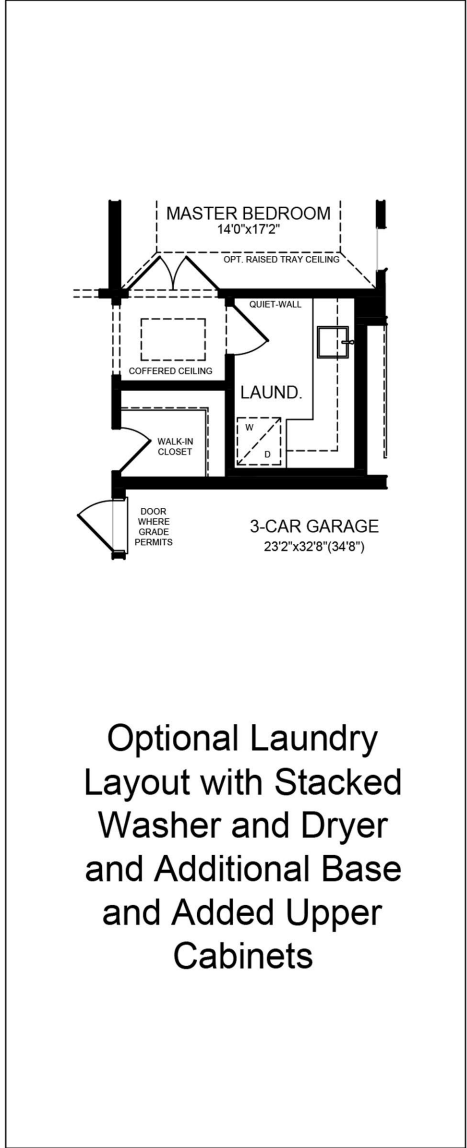 MASTER BEDROOM
14'0"x17'2"
OPT. RAISED TRAY CEILING
QUIET-WALL
COFFERED CEILING
LAUND.
W
D
WALK-IN
CLOSET
DOOR
WHERE
GRADE
PERMITS
3-CAR GARAGE
23'2"x32'8"(34'8")
Optional Laundry
Layout with Stacked
Washer and Dryer
and Additional Base
and Added Upper
Cabinets